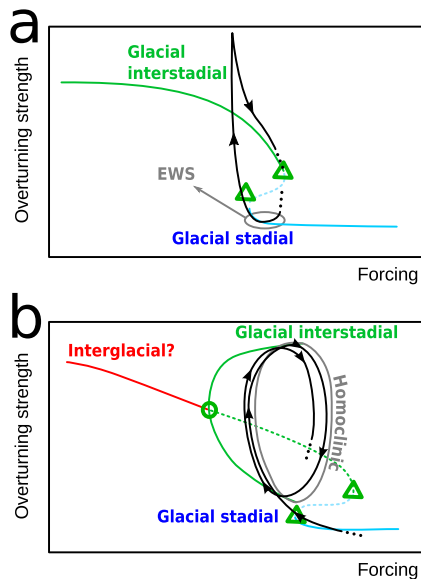 a
Glacial
interstadial
EWS
Glacial stadial
Overturning strength
Forcing
b
Glacial interstadial
Interglacial?
Homoclinic
Glacial stadial
Overturning strength
Forcing